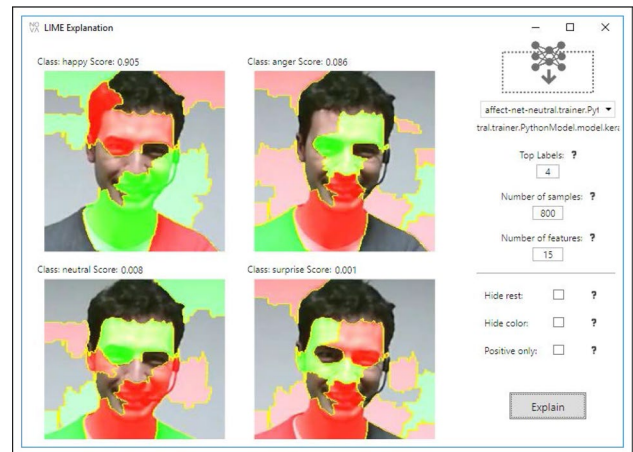 NO
VA LIME Explanation
Class: happy Score: 0.905
Class: anger Score: 0.086
Class: neutral Score: 0.008
Class: surprise Score: 0.001
affect-net-neutral.trainer.Pyt
tral.trainer.PythonModel.model.kera
Top Labels: ?
4
Number of samples: ?
800
Number of features: ?
15
Hide rest: ?
Hide color: ?
Positive only: ?
Explain